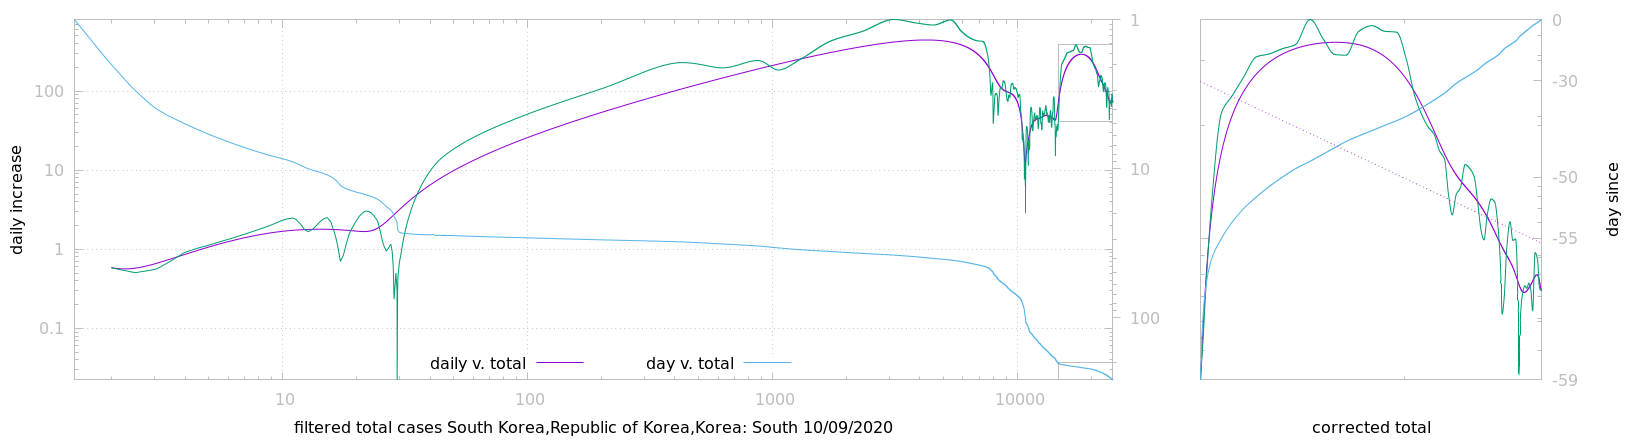 daily increase
100
10
1
0.1
10
100
1000
10000
1
10
100
daily v. total
day v. total
filtered total cases South Korea,Republic of Korea,Korea: South 10/09/2020
0
-30
-50
-55
-59
day since
corrected total